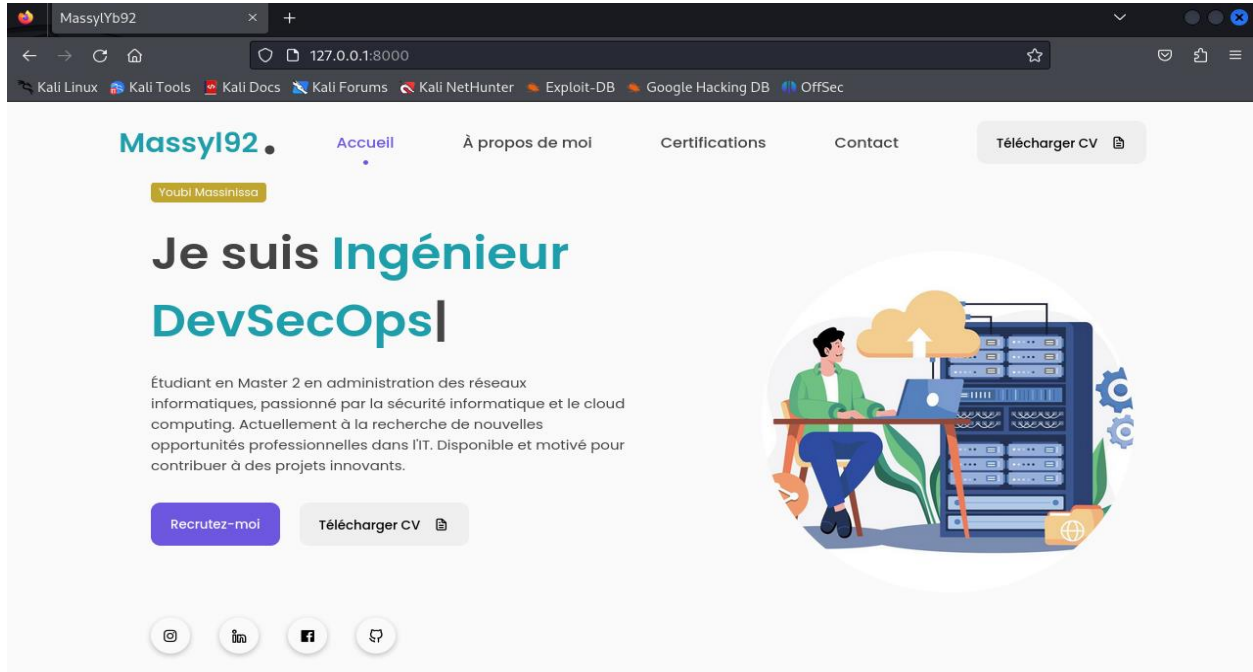 MassylYb92
127.0.0.1:8000
Kali Linux Kali Tools Kali Docs Kali Forums Kali NetHunter Exploit-DB Google Hacking DB OffSec
Massyl92. Accueil À propos de moi Certifications Contact Télécharger CV
Youbi Massinissa
Je suis Ingénieur
DevSecOps|
Étudiant en Master 2 en administration des réseaux
informatiques, passionné par la sécurité informatique et le cloud
computing. Actuellement à la recherche de nouvelles
opportunités professionnelles dans l'IT. Disponible et motivé pour
contribuer à des projets innovants.
Recrutez-moi Télécharger CV